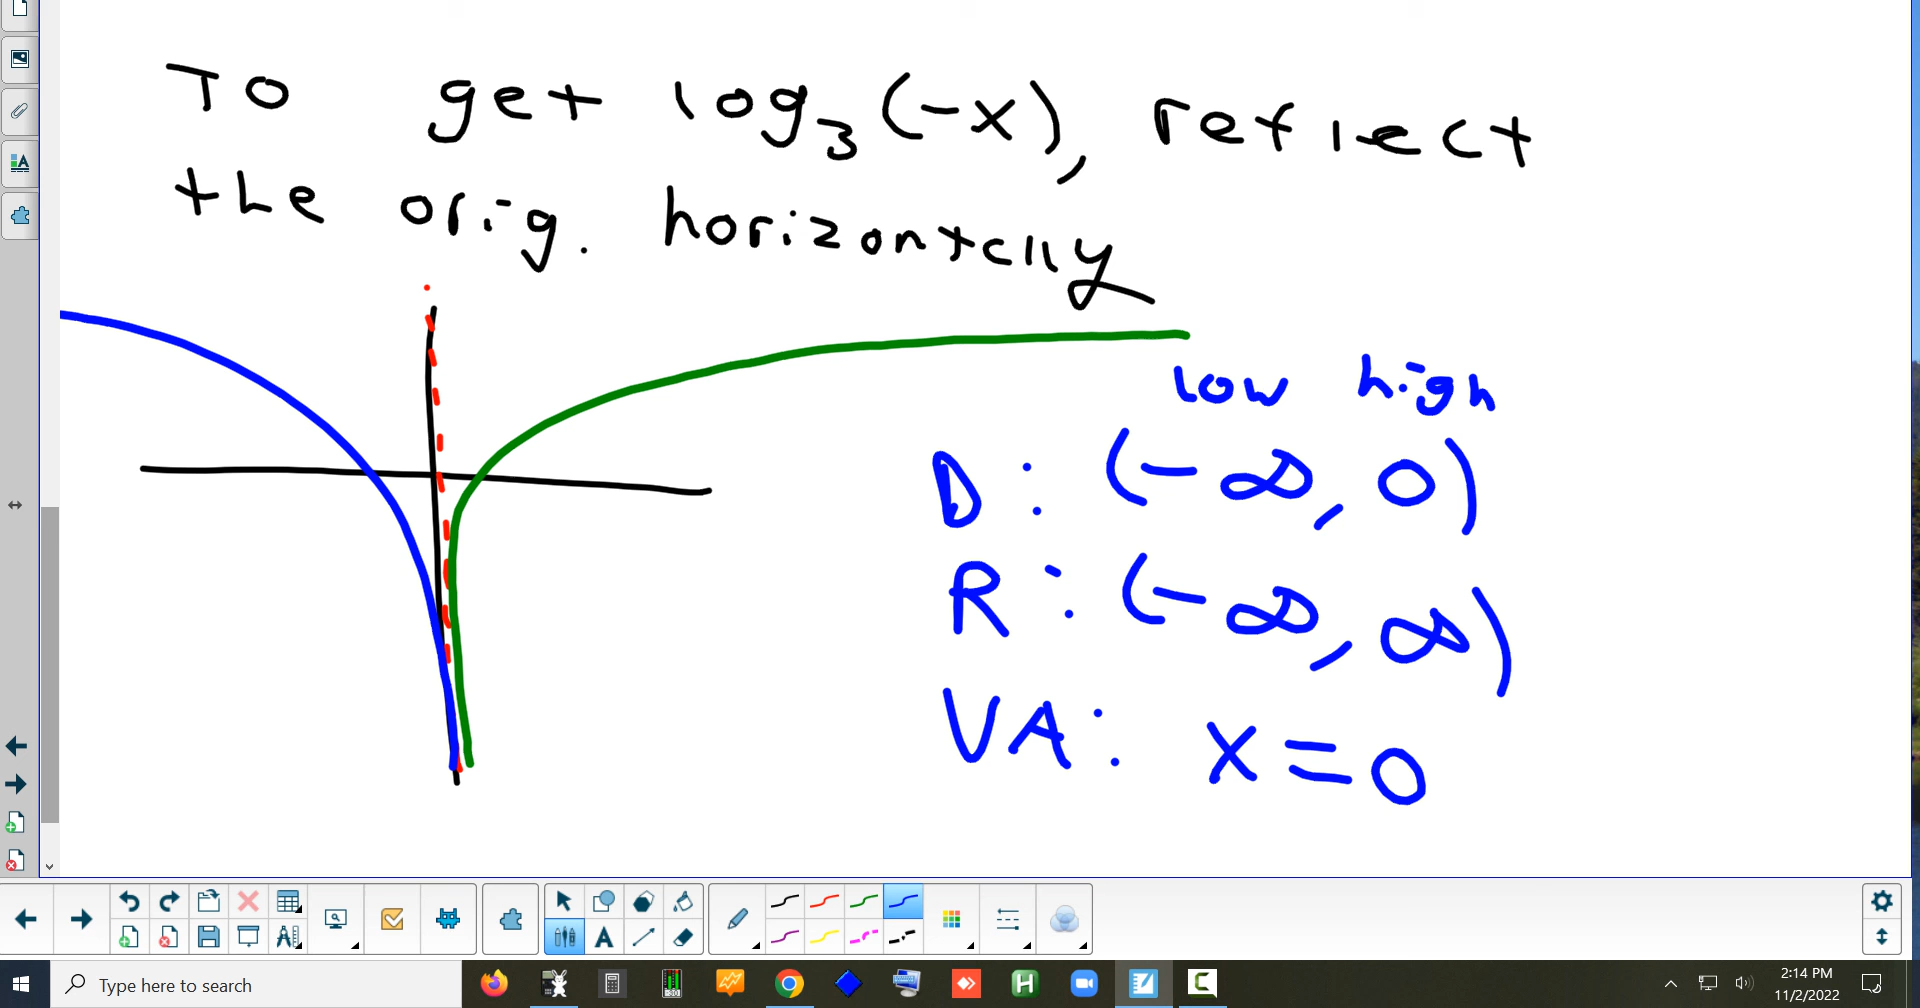 To get log₃(-x), reflect
the orig. horizontally
low high
D: (-∞, 0)
R: (-∞, ∞)
VA: x=0
Type here to search
2:14 PM
11/2/2022